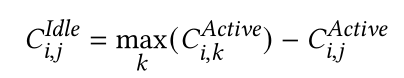 C_{i,j}^{Idle} = \max_k(C_{i,k}^{Active}) - C_{i,j}^{Active}